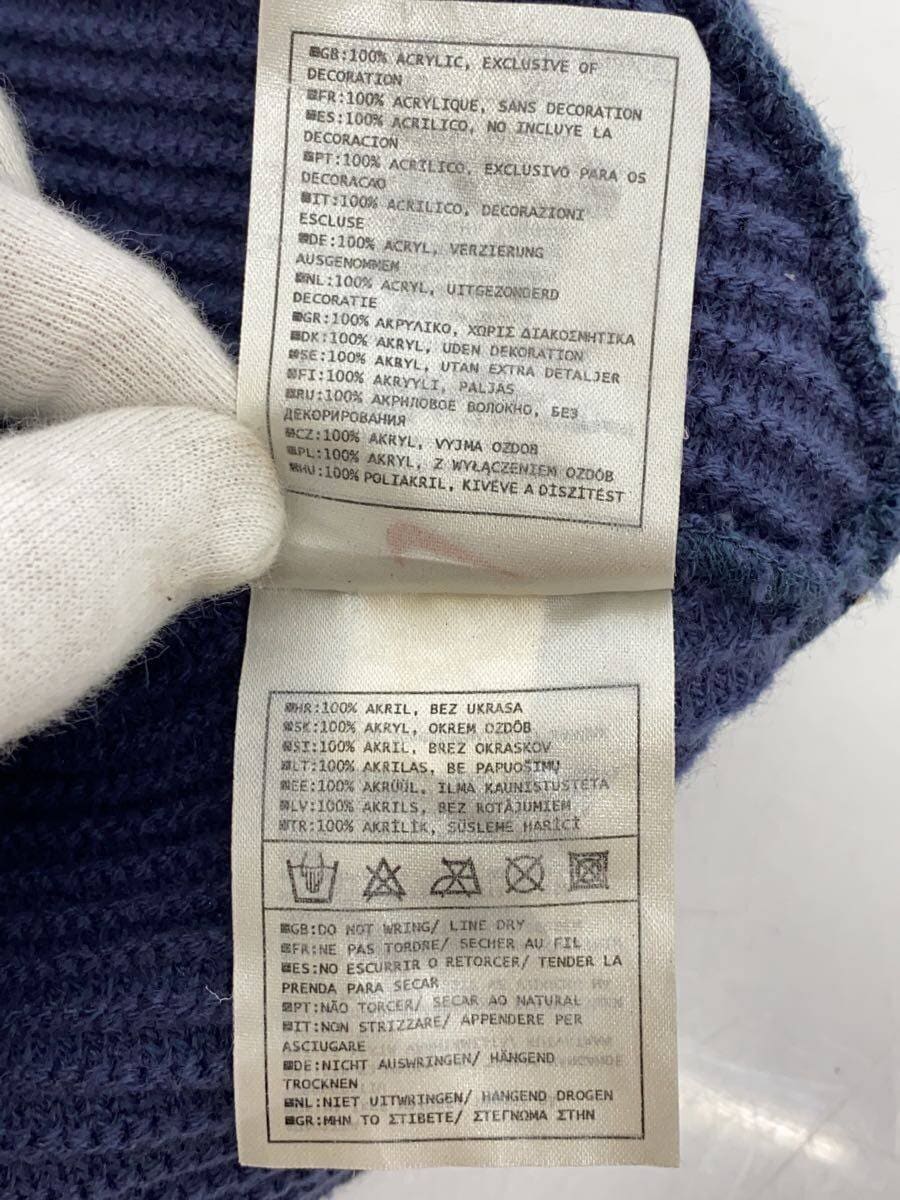 GB:100% ACRYLIC, EXCLUSIVE OF
DECORATION
FR:100% ACRYLIQUE, SANS DECORATION
ES:100% ACRILICO, NO INCLUYE LA
DECORACION
PT:100% ACRILICO, EXCLUSIVO PARA OS
DECORACAO
IT:100% ACRILICO, DECORAZIONI
ESCLUSE
DE:100% ACRYL, VERZIERUNG
AUSGENOMMEN
NL:100% ACRYL, UITGEZONDERD
DECORATIE
GR:100% ΑΚΡΥΛΙΚΟ, ΧΩΡΙΣ ΔΙΑΚΟΣΜΗΤΙΚΑ
DK:100% AKRYL, UDEN DEKORATION
SE:100% AKRYL, UTAN EXTRA DETALJER
FI:100% AKRYYLI, PALJAS
RU:100% АКРИЛОВОЕ ВОЛОКНО, БЕЗ
ДЕКОРИРОВАНИЯ
CZ:100% AKRYL, VYJMA OZDOB
PL:100% AKRYL, Z WYŁĄCZENIEM OZDÓB
HU:100% POLIAKRIL, KIVÉVE A DÍSZÍTÉST
HR:100% AKRIL, BEZ UKRASA
SK:100% AKRYL, OKREM OZDÔB
SI:100% AKRIL, BREZ OKRASKOV
LT:100% AKRILAS, BE PAPUOŠIMŲ
EE:100% AKRÜÜL, ILMA KAUNISTUSTETA
LV:100% AKRILS, BEZ ROTĀJUMIEM
TR:100% AKRİLİK, SÜSLEME HARİCİ
GB:DO NOT WRING/ LINE DRY
FR:NE PAS TORDRE/ SECHER AU FIL
ES:NO ESCURRIR O RETORCER/ TENDER LA
PRENDA PARA SECAR
PT:NÃO TORCER/ SECAR AO NATURAL
IT:NON STRIZZARE/ APPENDERE PER
ASCIUGARE
DE:NICHT AUSWRINGEN/ HÄNGEND
TROCKNEN
NL:NIET UITWRINGEN/ HANGEND DROGEN
GR:ΜΗΝ ΤΟ ΣΤΙΒΕΤΕ/ ΣΤΕΓΝΩΜΑ ΣΤΗΝ